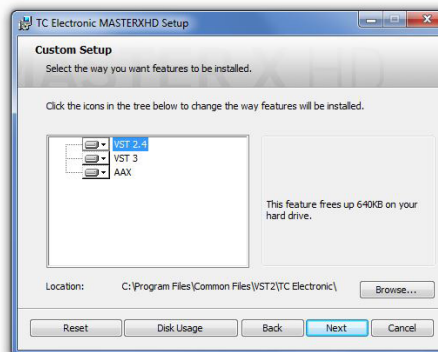 TC Electronic MASTERXHD Setup
Custom Setup
Select the way you want features to be installed.
MASTER X HD
Click the icons in the tree below to change the way features will be installed.
VST 2.4
VST 3
AAX
This feature frees up 640KB on your
hard drive.
Location: C:\Program Files\Common Files\VST2\TC Electronic\ Browse...
Reset Disk Usage Back Next Cancel